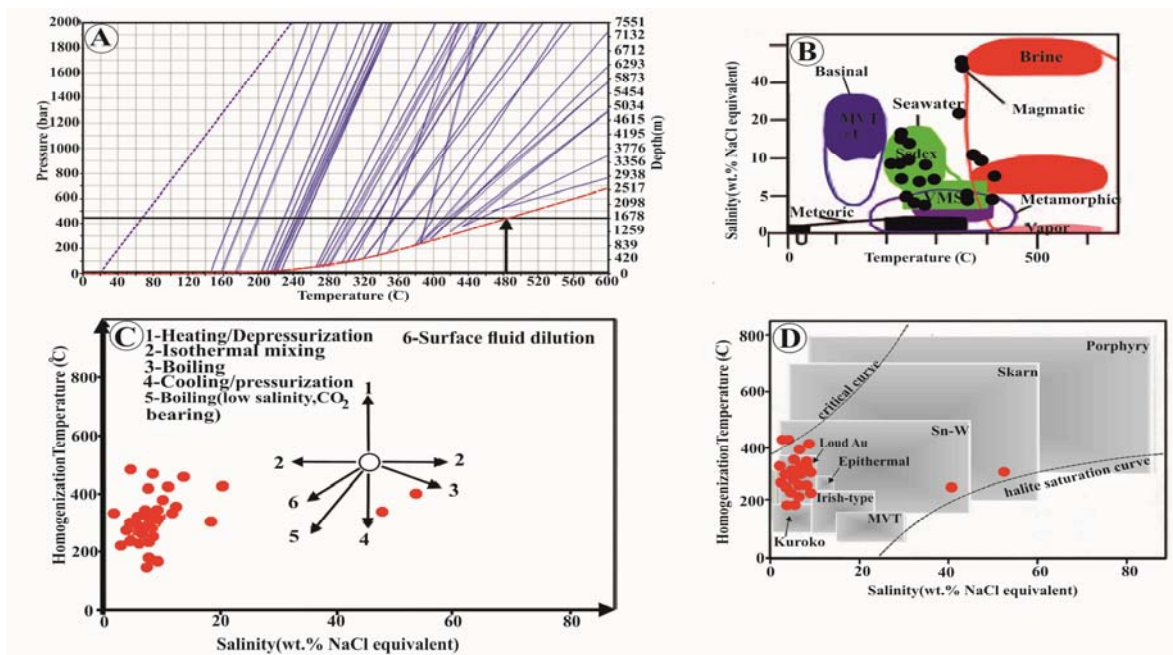 A
Pressure (bar)
2000
1800
1600
1400
1200
1000
800
600
400
200
0
7551
7132
6712
6293
5873
5454
5034
4615
4195
3776
3356
2938
2517
2098
1678
1259
839
420
0
Depth(m)
0 40 80 120 160 200 240 280 320 360 400 440 480 520 560 600
Temperature (C)
B
Salinity(wt.% NaCl equivalent)
40
20
10
5
0
Basinal
MVT
Seawater
Sedex
VMS
Meteoric
Brine
Magmatic
Metamorphic
Vapor
0
500
Temperature (C)
U
C
1-Heating/Depressurization
6-Surface fluid dilution
2-Isothermal mixing
3-Boiling
4-Cooling/pressurization
5-Boiling(low salinity,CO2
bearing)
1
2
2
3
6
5
4
Homogenization Temperature (C)
800
600
400
200
0
0 20 40 60 80
Salinity(wt.% NaCl equivalent)
D
HomogenizationTemperature (C)
800
600
400
200
0
critical curve
Porphyry
Skarn
Sn-W
Loud Au
Epithermal
Irish-type
MVT
Kuroko
halite saturation curve
0 20 40 60 80
Salinity(wt.% NaCl equivalent)